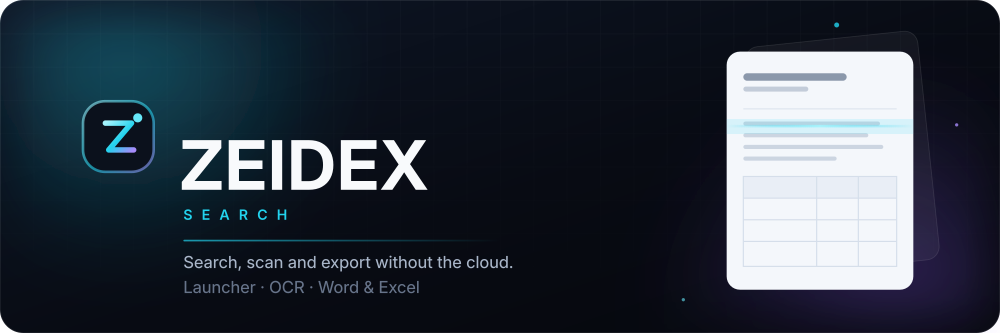 Z
ZEIDEX
SEARCH
Search, scan and export without the cloud.
Launcher · OCR · Word & Excel